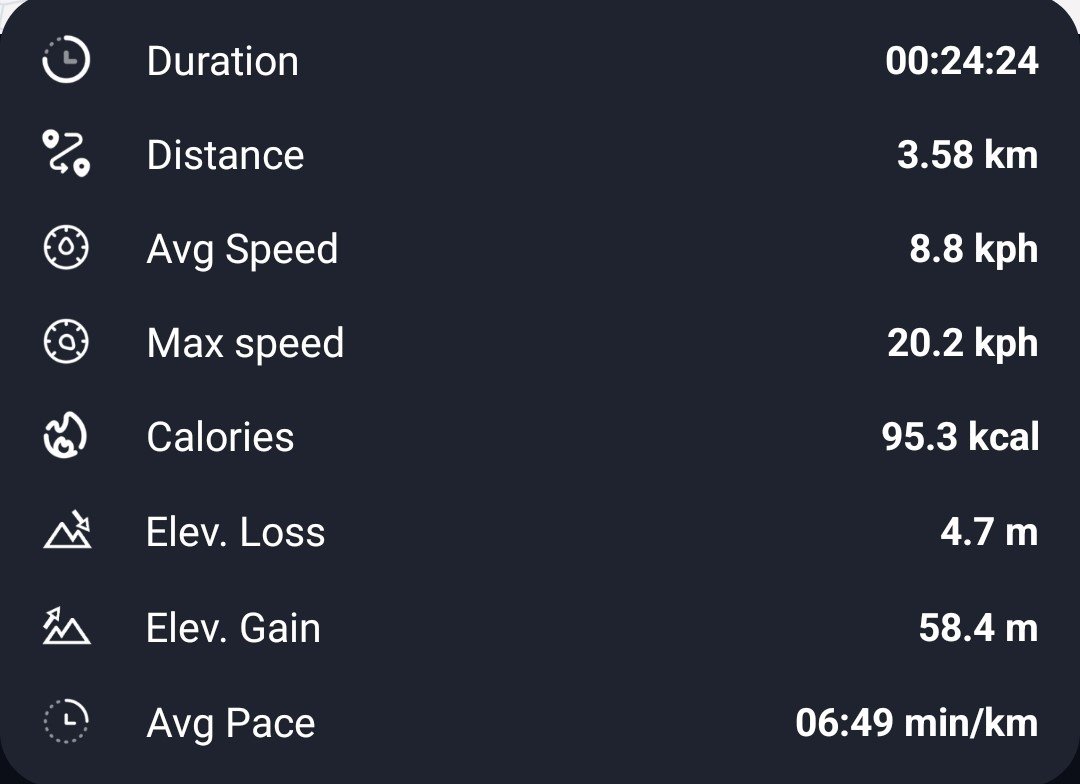 Duration 00:24:24
Distance 3.58 km
Avg Speed 8.8 kph
Max speed 20.2 kph
Calories 95.3 kcal
Elev. Loss 4.7 m
Elev. Gain 58.4 m
Avg Pace 06:49 min/km